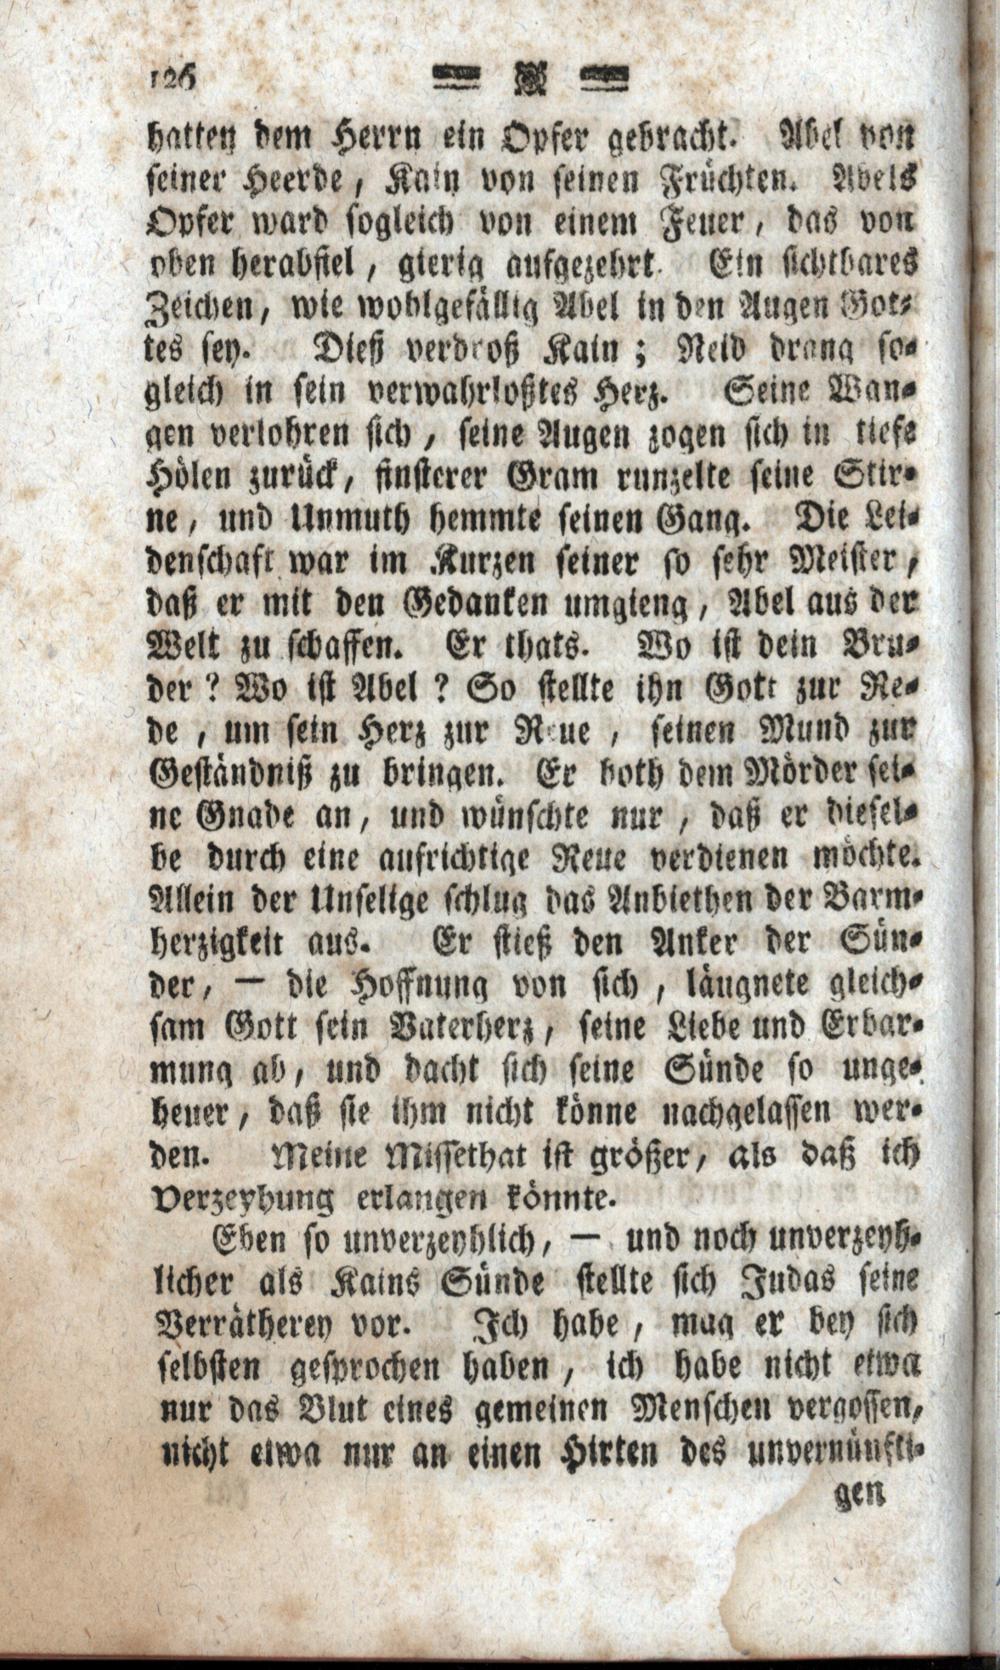 126
hatten dem Herrn ein Opfer gebracht. Abel von
seiner Heerde, Kain von seinen Früchten. Abels
Opfer ward sogleich von einem Feuer, das von
oben herabfiel, gierig aufgezehrt. Ein sichtbares
Zeichen, wie wohlgefällig Abel in den Augen Got-
tes sey. Dieß verdroß Kain; Neid drang so-
gleich in sein verwahrloßtes Herz. Seine Wan-
gen verlohren sich, seine Augen zogen sich in tiefe
Hölen zurück, finsterer Gram runzelte seine Stir-
ne, und Unmuth hemmte seinen Gang. Die Lei-
denschaft war im Kurzen seiner so sehr Meister,
daß er mit den Gedanken umgieng, Abel aus der
Welt zu schaffen. Er thats. Wo ist dein Bru-
der? Wo ist Abel? So stellte ihn Gott zur Re-
de, um sein Herz zur Reue, seinen Mund zur
Geständniß zu bringen. Er both dem Mörder sei-
ne Gnade an, und wünschte nur, daß er diesel-
be durch eine aufrichtige Reue verdienen möchte.
Allein der Unselige schlug das Anbiethen der Barm-
herzigkeit aus. Er stieß den Anker der Sün-
der, — die Hoffnung von sich, läugnete gleich-
sam Gott sein Vaterherz, seine Liebe und Erbar-
mung ab, und dacht sich seine Sünde so unge-
heuer, daß sie ihm nicht könne nachgelassen wer-
den. Meine Missethat ist größer, als daß ich
Verzeyhung erlangen könnte.
Eben so unverzeyhlich, — und noch unverzeyh-
licher als Kains Sünde stellte sich Judas seine
Verrätherey vor. Ich habe, mag er bey sich
selbsten gesprochen haben, ich habe nicht etwa
nur das Blut eines gemeinen Menschen vergossen,
nicht etwa nur an einen Hirten des unvernünfti-
gen